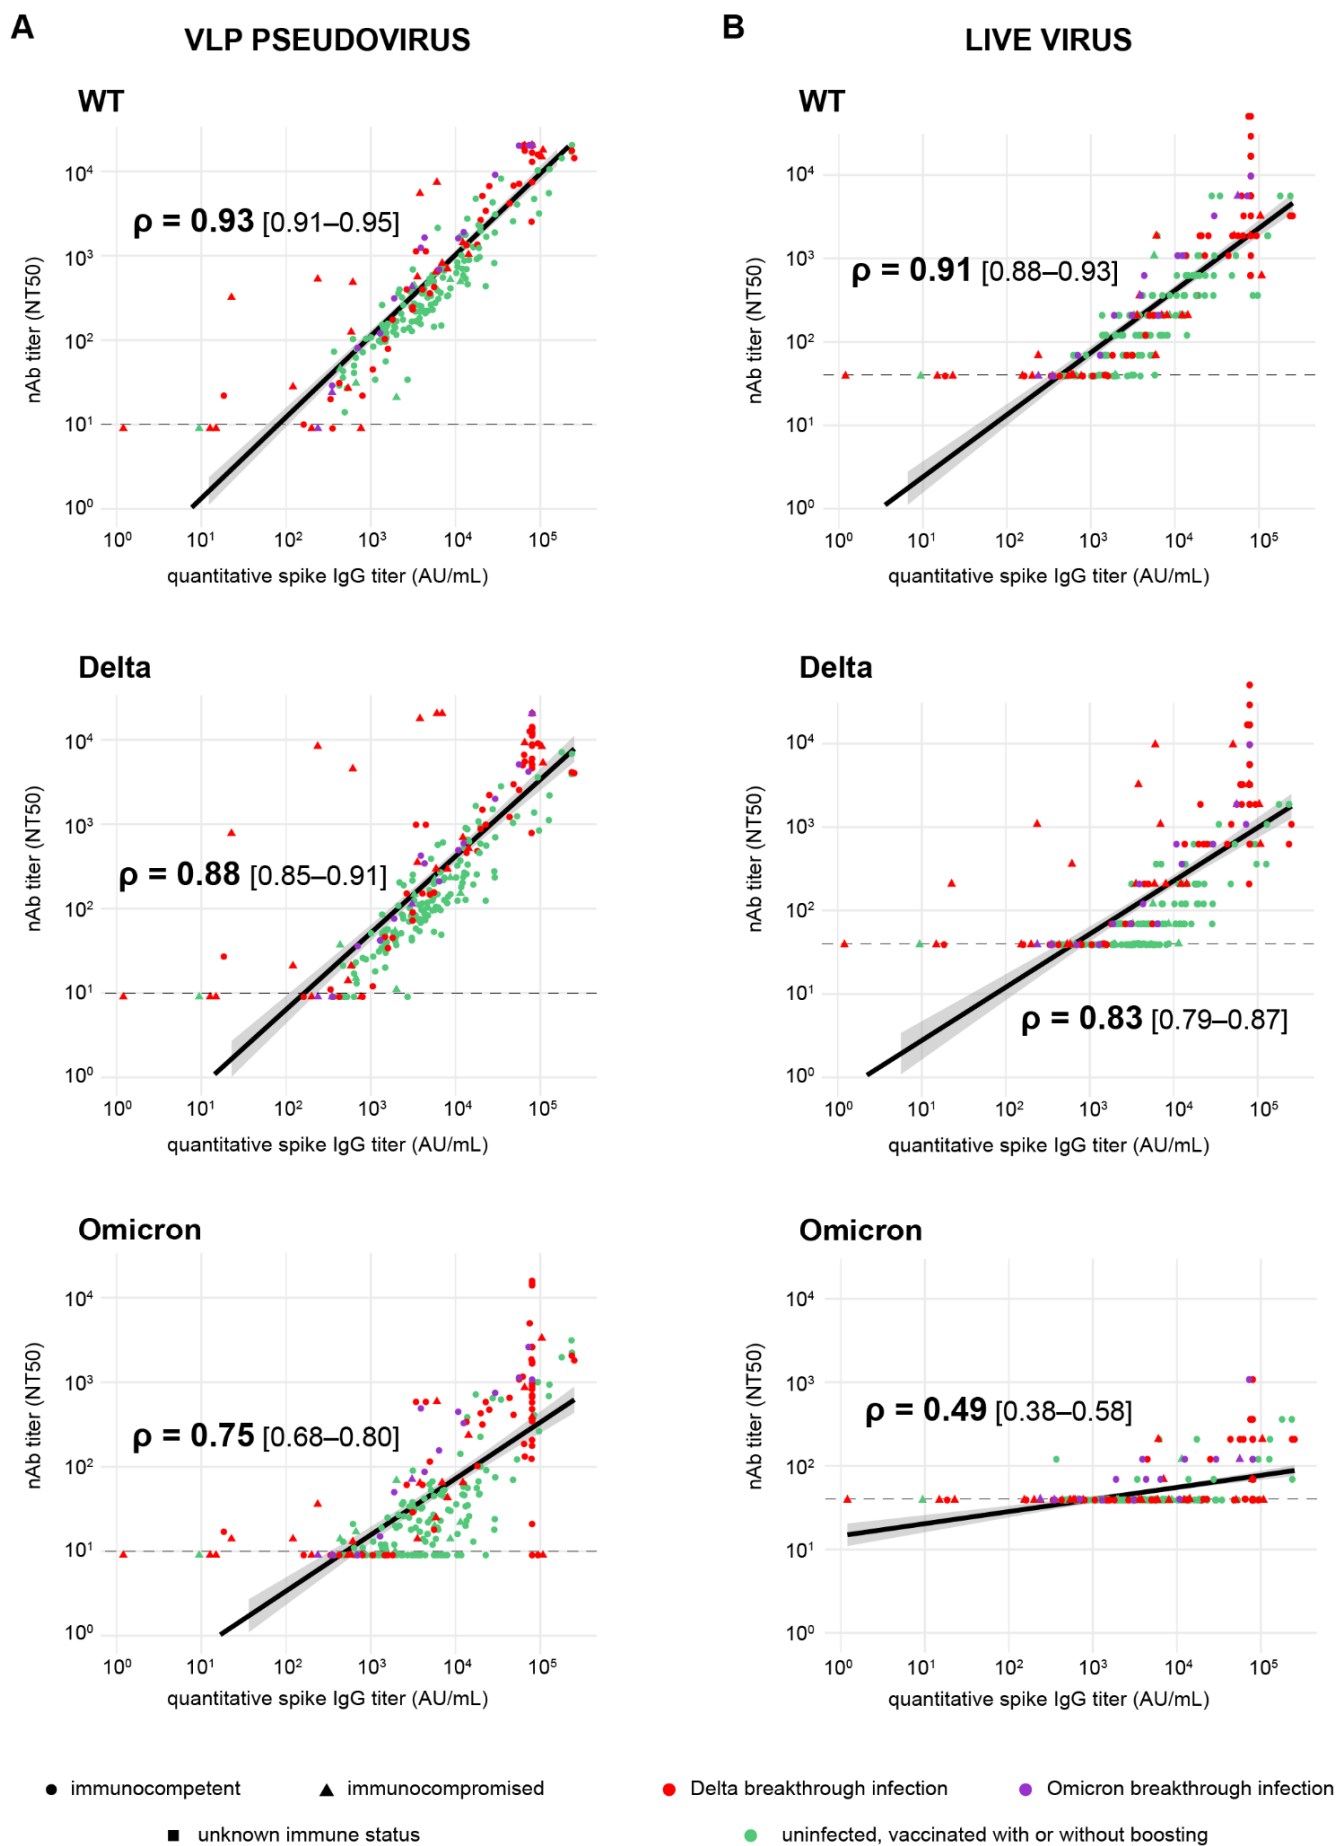 A
VLP PSEUDOVIRUS
WT
nAb titer (NT50)
10⁴
10³
10²
10¹
10⁰
ρ = 0.93 [0.91–0.95]
10⁰ 10¹ 10² 10³ 10⁴ 10⁵
quantitative spike IgG titer (AU/mL)
Delta
nAb titer (NT50)
10⁴
10³
10²
10¹
10⁰
ρ = 0.88 [0.85–0.91]
10⁰ 10¹ 10² 10³ 10⁴ 10⁵
quantitative spike IgG titer (AU/mL)
Omicron
nAb titer (NT50)
10⁴
10³
10²
10¹
10⁰
ρ = 0.75 [0.68–0.80]
10⁰ 10¹ 10² 10³ 10⁴ 10⁵
quantitative spike IgG titer (AU/mL)
B
LIVE VIRUS
WT
nAb titer (NT50)
10⁴
10³
10²
10¹
10⁰
ρ = 0.91 [0.88–0.93]
10⁰ 10¹ 10² 10³ 10⁴ 10⁵
quantitative spike IgG titer (AU/mL)
Delta
nAb titer (NT50)
10⁴
10³
10²
10¹
10⁰
ρ = 0.83 [0.79–0.87]
10⁰ 10¹ 10² 10³ 10⁴ 10⁵
quantitative spike IgG titer (AU/mL)
Omicron
nAb titer (NT50)
10⁴
10³
10²
10¹
10⁰
ρ = 0.49 [0.38–0.58]
10⁰ 10¹ 10² 10³ 10⁴ 10⁵
quantitative spike IgG titer (AU/mL)
immunocompetent immunocompromised Delta breakthrough infection Omicron breakthrough infection
unknown immune status uninfected, vaccinated with or without boosting